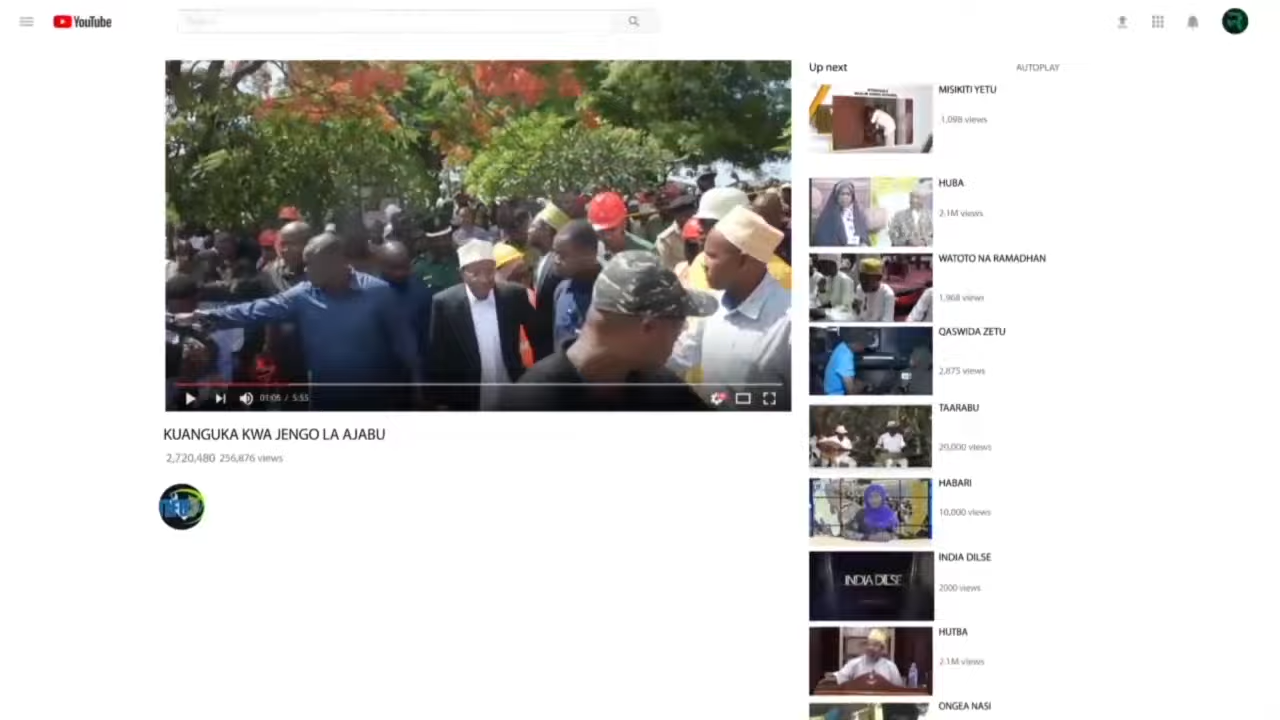 YouTube
KUANGUKA KWA JENGO LA AJABU
2,720,480 256,876 views
01:06 / 5:55
Up next
AUTOPLAY
MISIKITI YETU
1,098 views
HUBA
2.1M views
WATOTO NA RAMADHAN
1,968 views
QASWIDA ZETU
2,875 views
TAARABU
20,000 views
HABARI
10,000 views
INDIA DILSE
INDIA DILSE
2000 views
HUTBA
2.1M views
ONGEA NASI